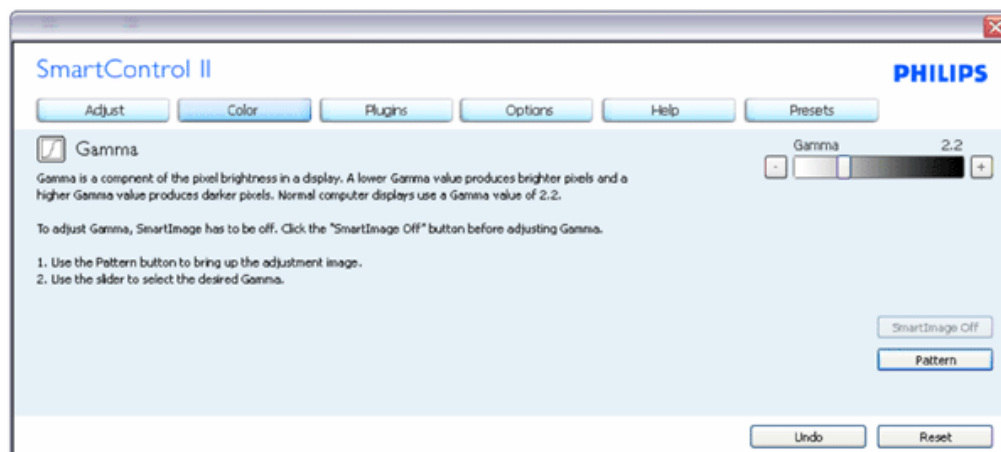 SmartControl II
PHILIPS
Adjust
Color
Plugins
Options
Help
Presets
Gamma
Gamma is a compnent of the pixel brightness in a display. A lower Gamma value produces brighter pixels and a
higher Gamma value produces darker pixels. Normal computer displays use a Gamma value of 2.2.
To adjust Gamma, SmartImage has to be off. Click the "SmartImage Off" button before adjusting Gamma.
1. Use the Pattern button to bring up the adjustment image.
2. Use the slider to select the desired Gamma.
Gamma 2.2
- +
SmartImage Off
Pattern
Undo
Reset